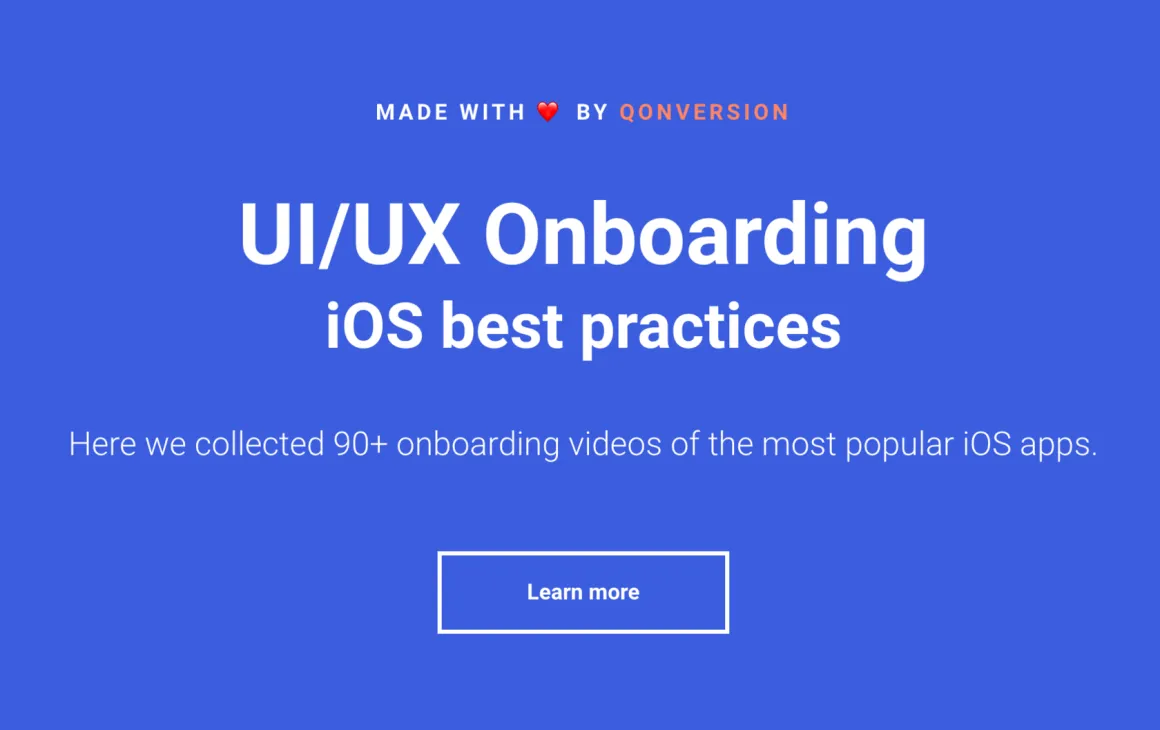 MADE WITH ❤️ BY QONVERSION
UI/UX Onboarding
iOS best practices
Here we collected 90+ onboarding videos of the most popular iOS apps.
Learn more